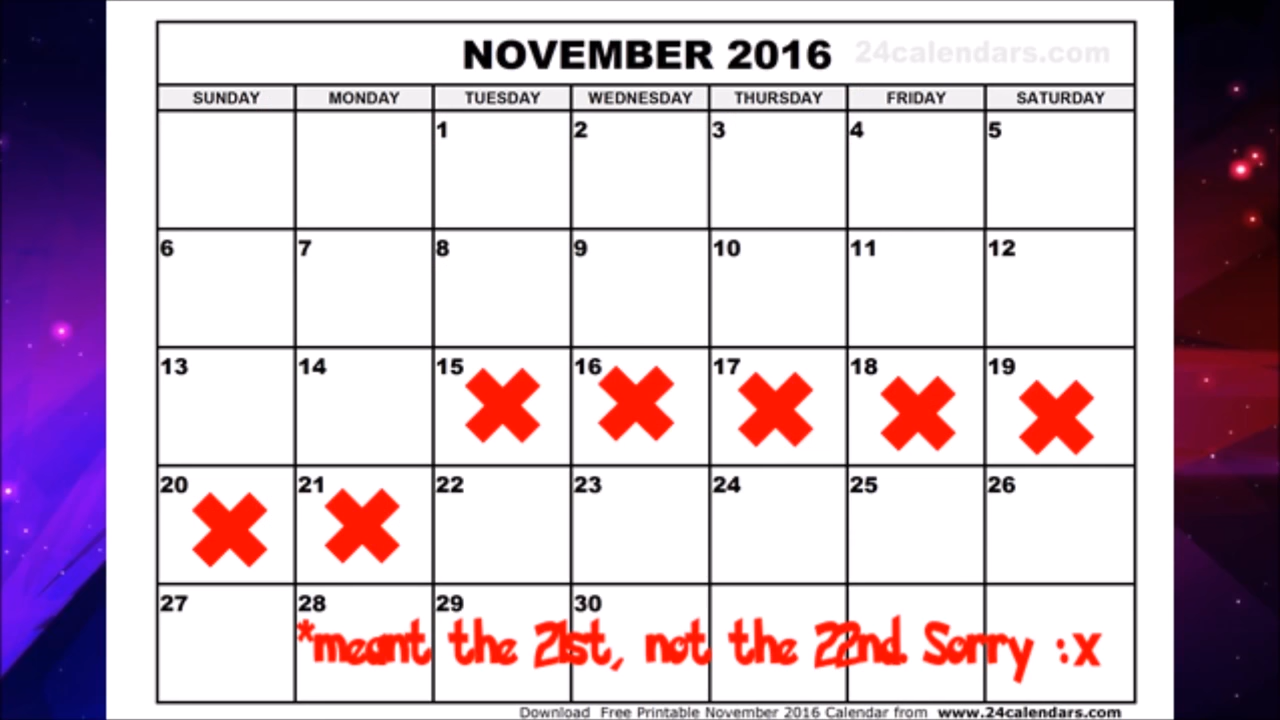 NOVEMBER 2016 24calendars.com
SUNDAY MONDAY TUESDAY WEDNESDAY THURSDAY FRIDAY SATURDAY
1 2 3 4 5
6 7 8 9 10 11 12
13 14 15 16 17 18 19
20 21 22 23 24 25 26
27 28 29 30
*meant the 21st, not the 22nd. Sorry :x
Download Free Printable November 2016 Calendar from www.24calendars.com